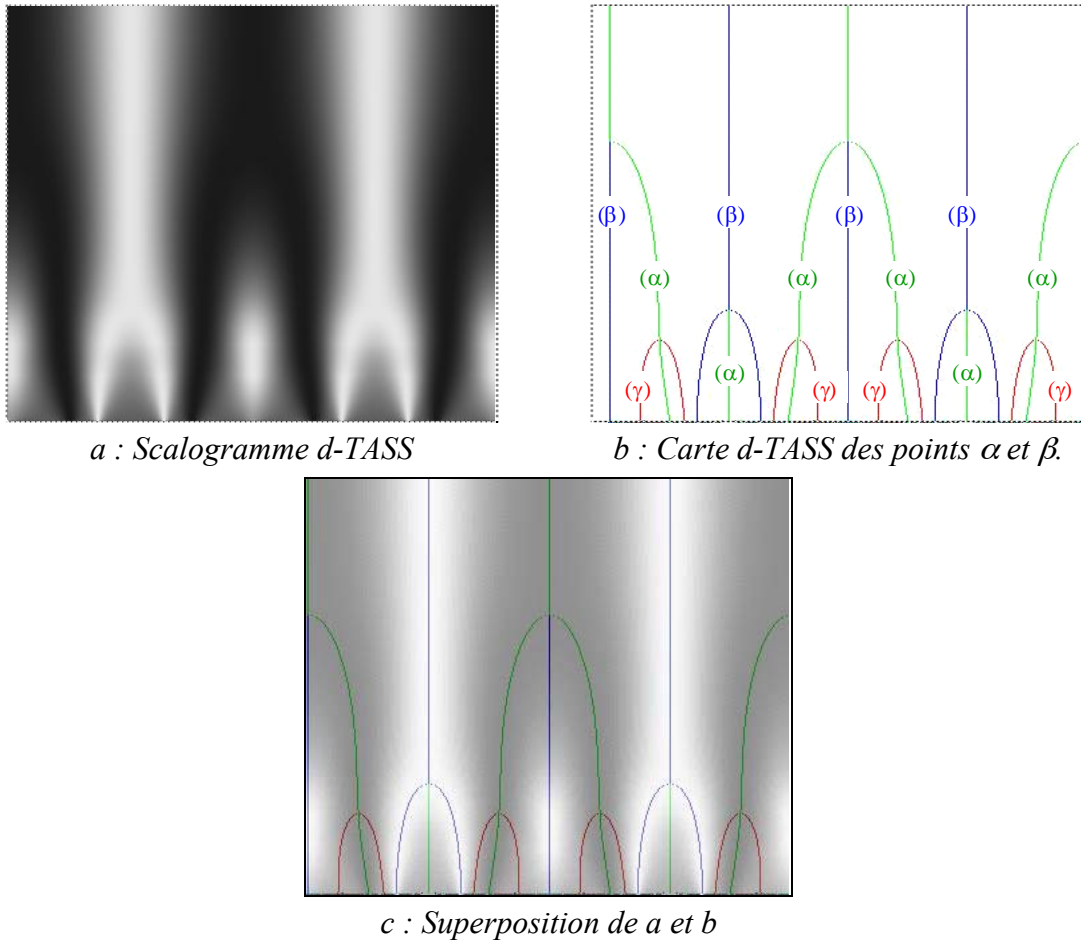 (β) (β) (β) (β)
(α) (α) (α) (α)
(α) (α)
(γ) (γ) (γ) (γ)
a : Scalogramme d-TASS
b : Carte d-TASS des points α et β.
c : Superposition de a et b